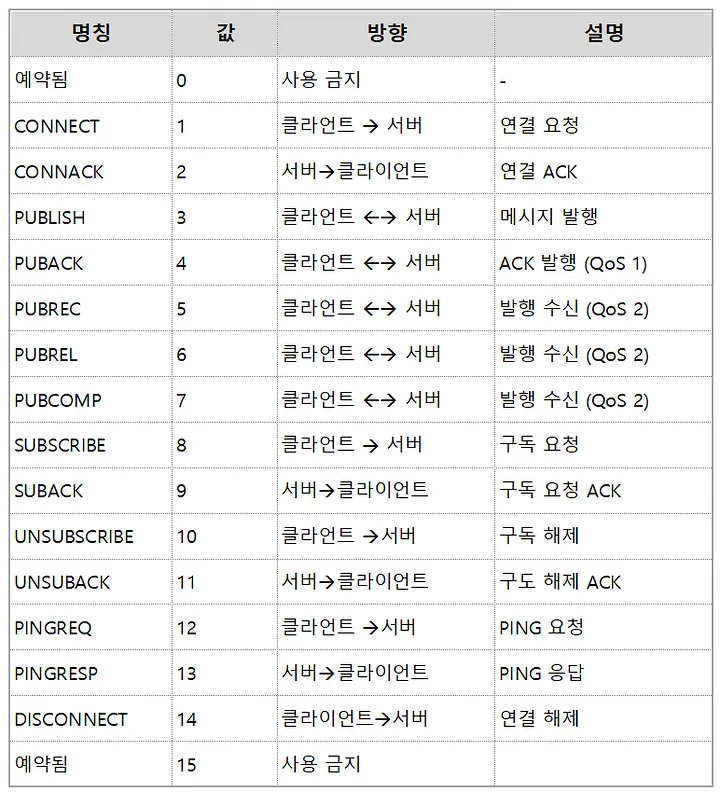 명칭 값 방향 설명
예약됨 0 사용 금지 -
CONNECT 1 클라언트 → 서버 연결 요청
CONNACK 2 서버→클라이언트 연결 ACK
PUBLISH 3 클라언트 ←→ 서버 메시지 발행
PUBACK 4 클라언트 ←→ 서버 ACK 발행 (QoS 1)
PUBREC 5 클라언트 ←→ 서버 발행 수신 (QoS 2)
PUBREL 6 클라언트 ←→ 서버 발행 수신 (QoS 2)
PUBCOMP 7 클라언트 ←→ 서버 발행 수신 (QoS 2)
SUBSCRIBE 8 클라언트 → 서버 구독 요청
SUBACK 9 서버→클라이언트 구독 요청 ACK
UNSUBSCRIBE 10 클라언트 →서버 구독 해제
UNSUBACK 11 서버→클라이언트 구도 해제 ACK
PINGREQ 12 클라언트 →서버 PING 요청
PINGRESP 13 서버→클라이언트 PING 응답
DISCONNECT 14 클라이언트→서버 연결 해제
예약됨 15 사용 금지